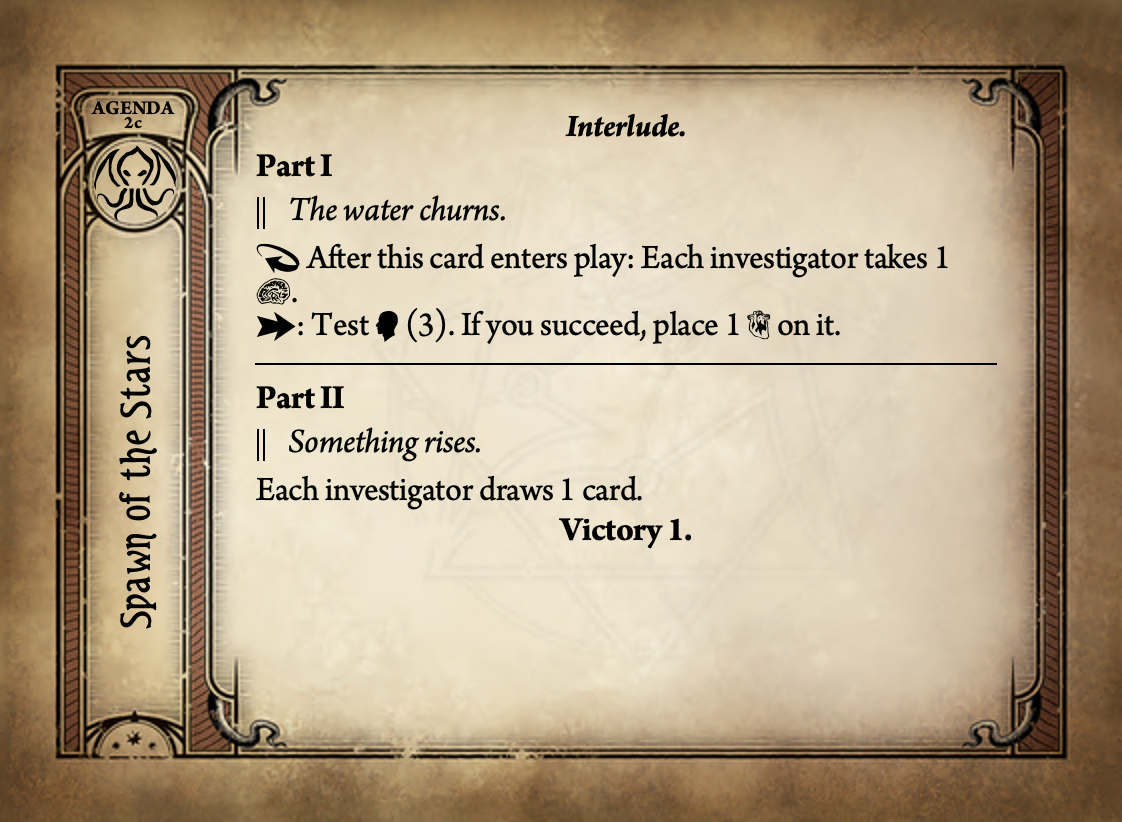 AGENDA
2c
Spawn of the Stars
Interlude.
Part I
The water churns.
After this card enters play: Each investigator takes 1
.
: Test (3). If you succeed, place 1 on it.
Part II
Something rises.
Each investigator draws 1 card.
Victory 1.